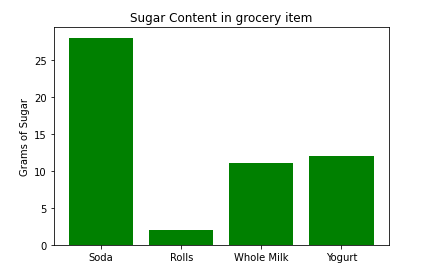 Sugar Content in grocery item
Grams of Sugar
25
20
15
10
5
0
Soda Rolls Whole Milk Yogurt